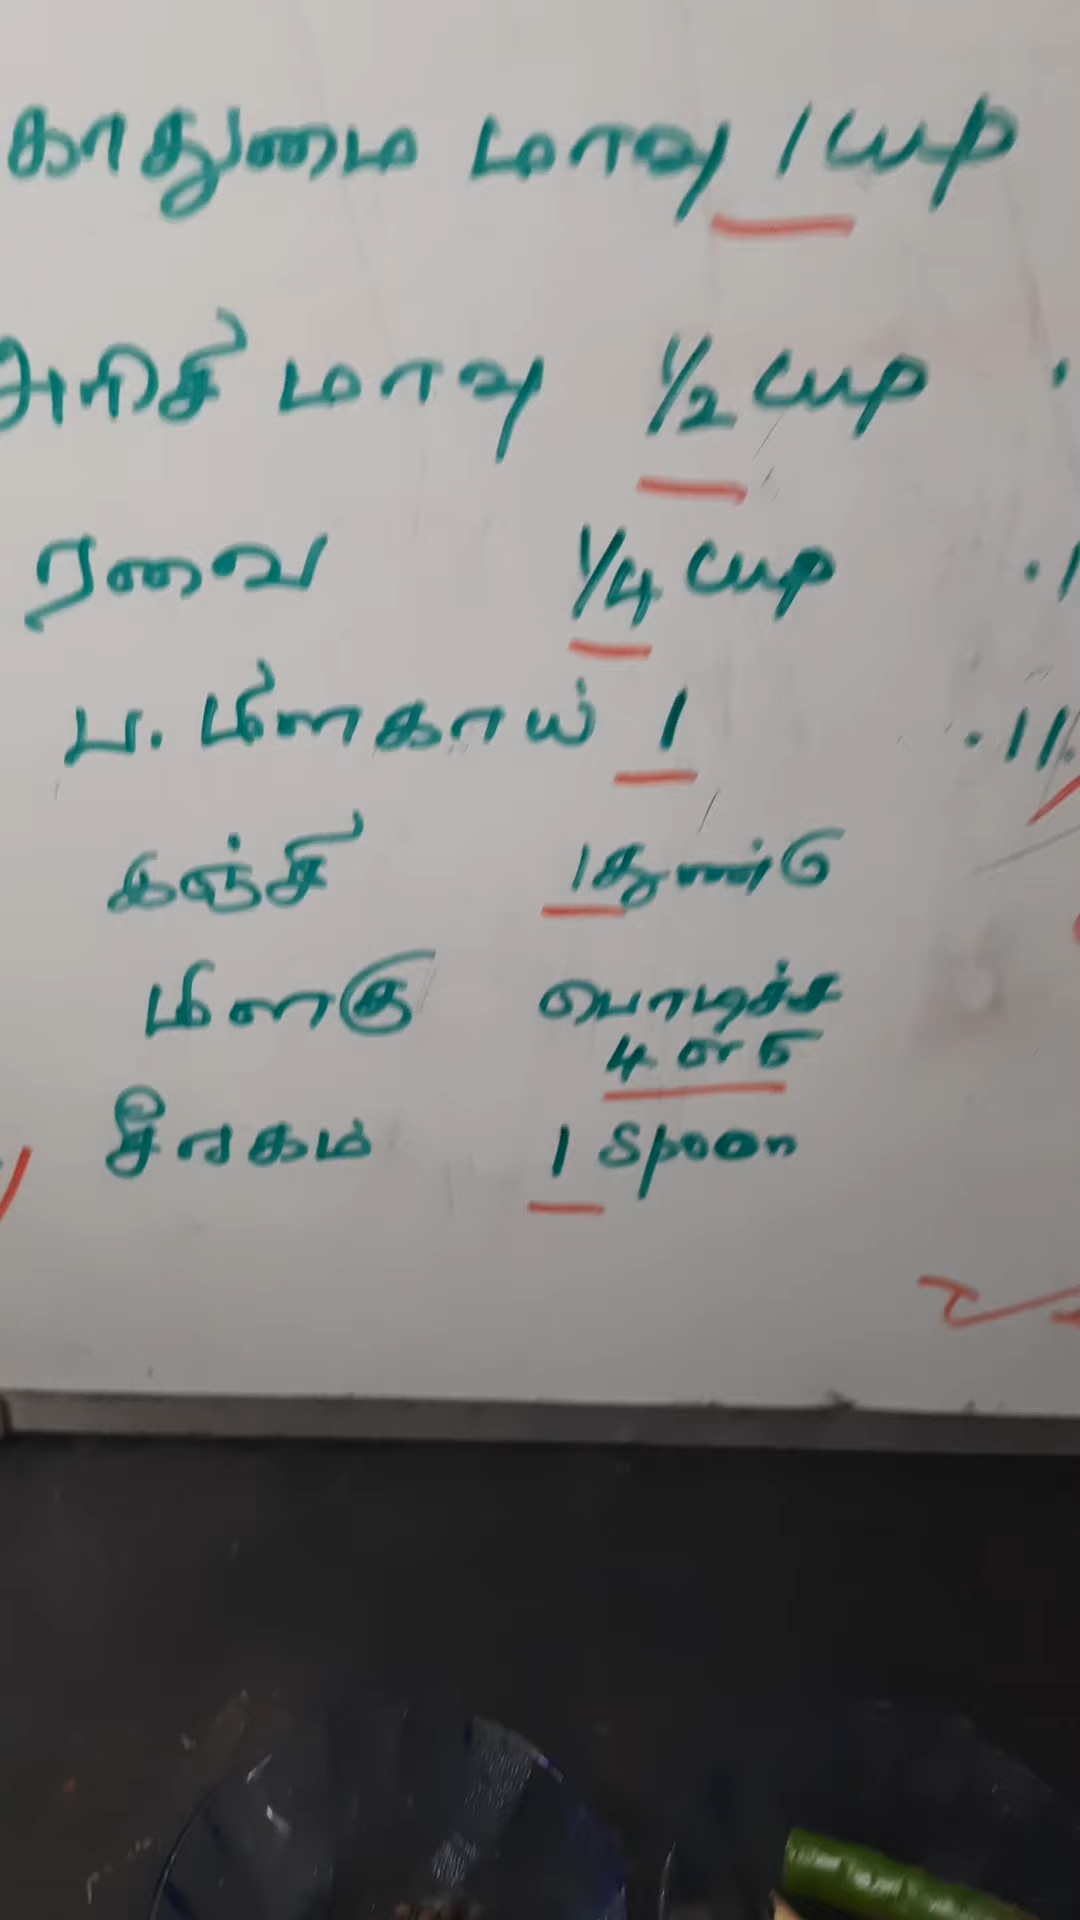 காதுமை மாவு 1 cup
அரிசி மாவு 1/2 cup
ரவை 1/4 cup
ப. மிளகாய் 1
இஞ்சி 1 துண்டு
மிளகு பொடிச்ச
4 or 5
சீரகம் 1 spoon